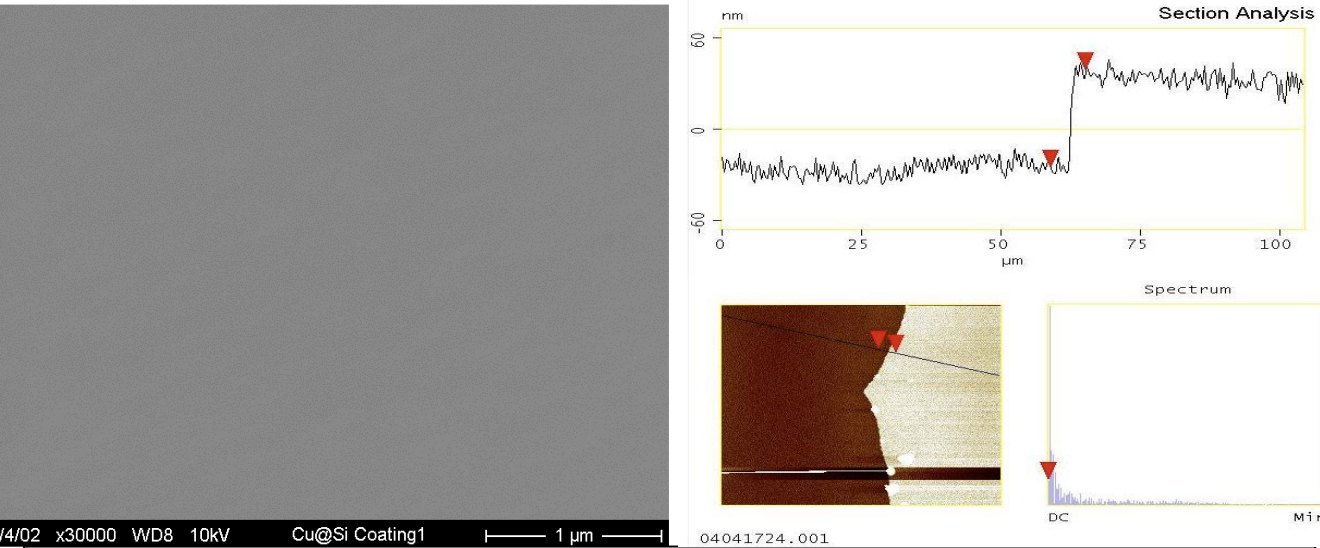 /4/02 x30000 WD8 10kV Cu@Si Coating1 1 µm
nm
Section Analysis
60
0
-60
0 25 50 75 100
µm
Spectrum
DC
04041724.001